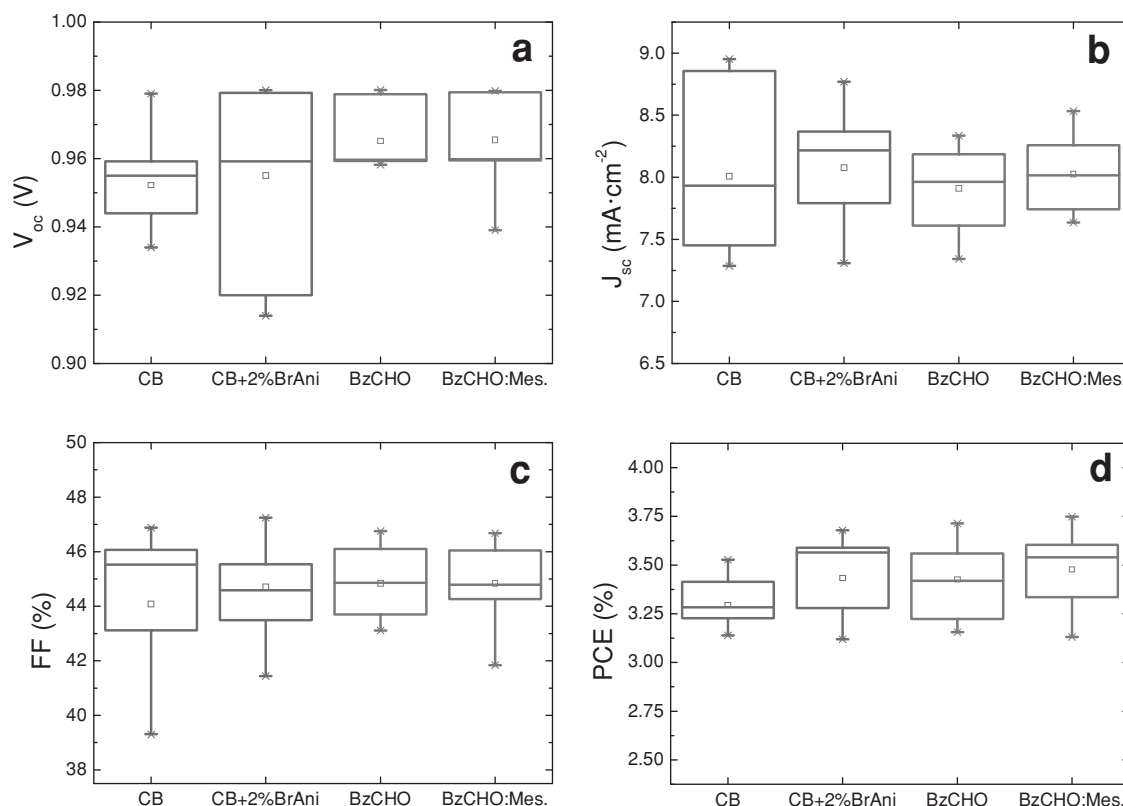 a
V_oc (V)
1.00
0.98
0.96
0.94
0.92
0.90
CB CB+2%BrAni BzCHO BzCHO:Mes.
b
J_sc (mA·cm⁻²)
9.0
8.5
8.0
7.5
7.0
6.5
CB CB+2%BrAni BzCHO BzCHO:Mes.
c
FF (%)
50
48
46
44
42
40
38
CB CB+2%BrAni BzCHO BzCHO:Mes.
d
PCE (%)
4.00
3.75
3.50
3.25
3.00
2.75
2.50
CB CB+2%BrAni BzCHO BzCHO:Mes.